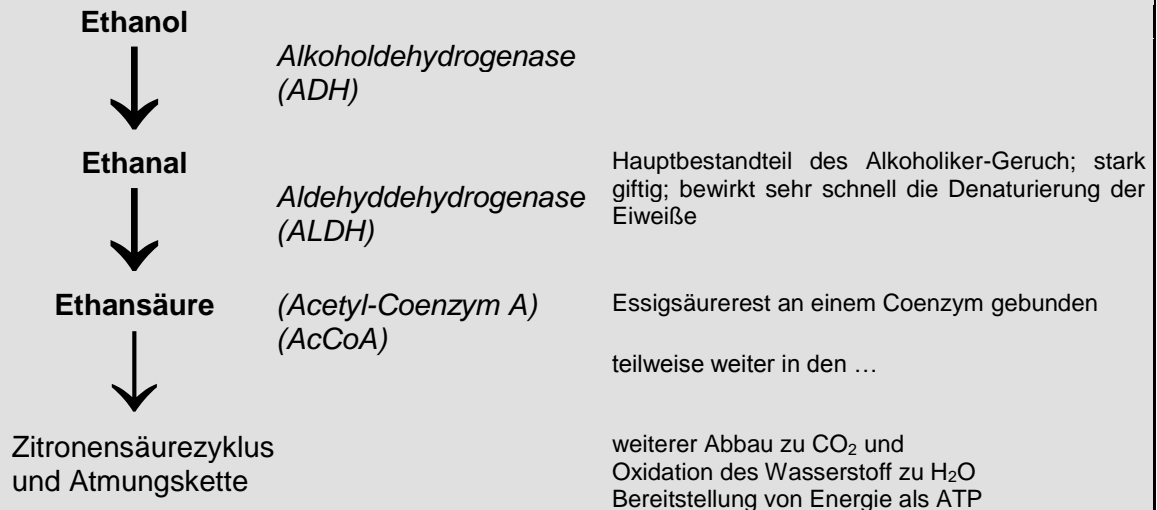 Ethanol
Alkoholdehydrogenase
(ADH)
Ethanal
Hauptbestandteil des Alkoholiker-Geruch; stark
giftig; bewirkt sehr schnell die Denaturierung der
Eiweiße
Aldehyddehydrogenase
(ALDH)
Ethansäure
(Acetyl-Coenzym A)
(AcCoA)
Essigsäurerest an einem Coenzym gebunden
teilweise weiter in den …
Zitronensäurezyklus
und Atmungskette
weiterer Abbau zu CO₂ und
Oxidation des Wasserstoff zu H₂O
Bereitstellung von Energie als ATP